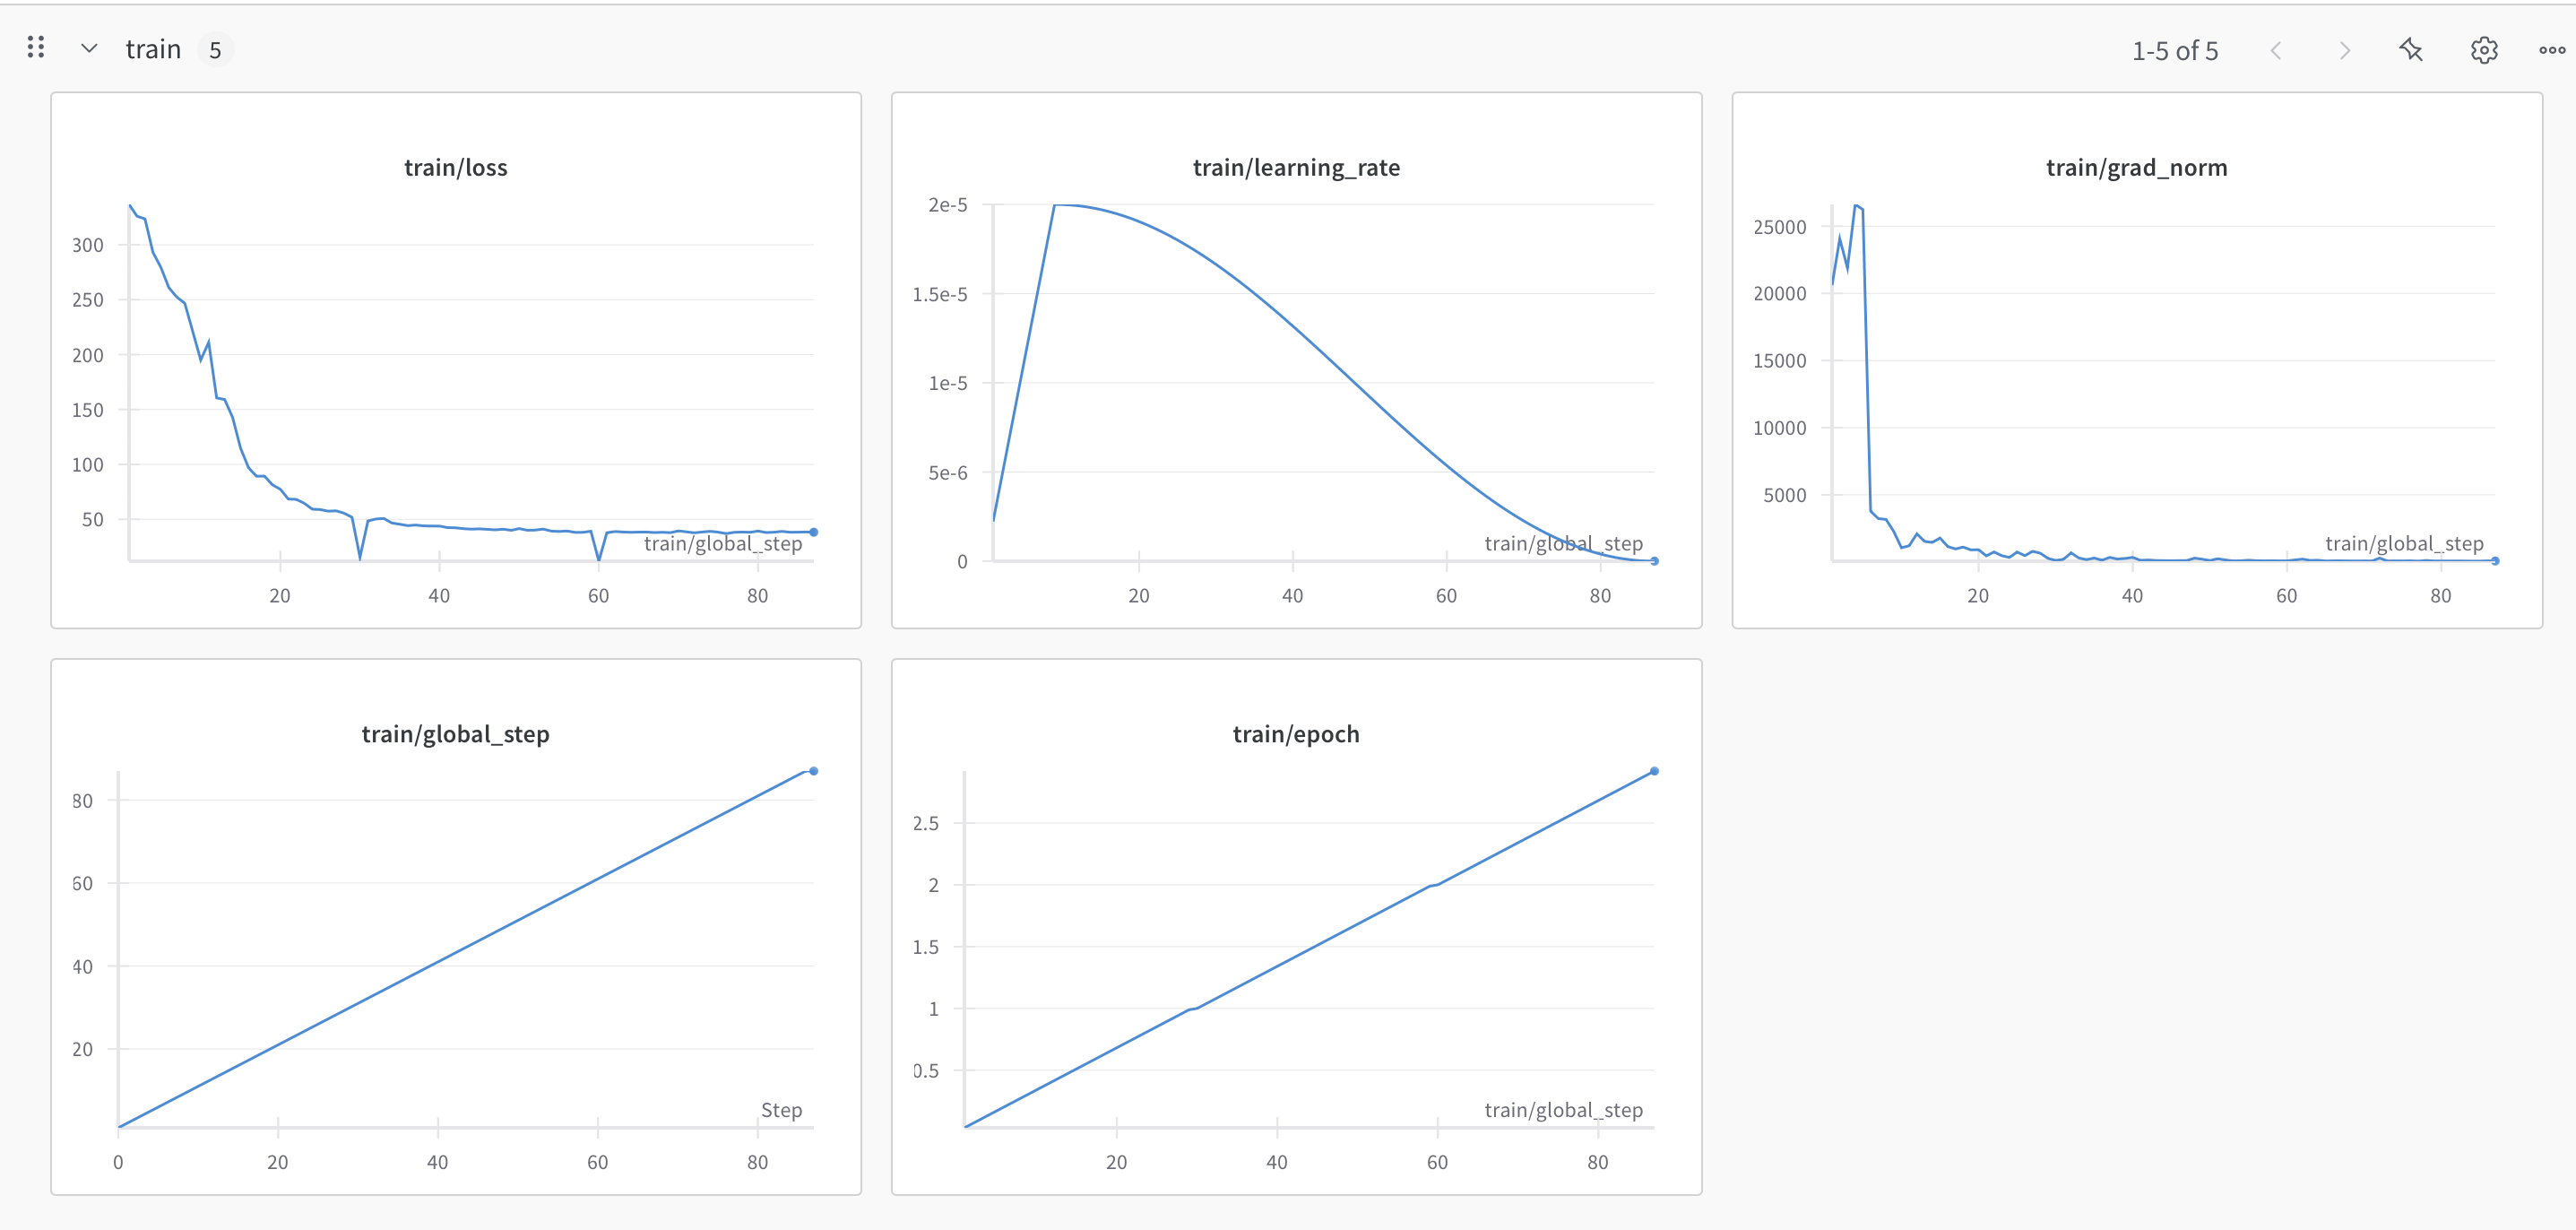 train 5
1-5 of 5
train/loss
300
250
200
150
100
50
train/global_step
20 40 60 80
train/learning_rate
2e-5
1.5e-5
1e-5
5e-6
0
train/global_step
20 40 60 80
train/grad_norm
25000
20000
15000
10000
5000
train/global_step
20 40 60 80
train/global_step
80
60
40
20
Step
0 20 40 60 80
train/epoch
2.5
2
1.5
1
0.5
train/global_step
20 40 60 80